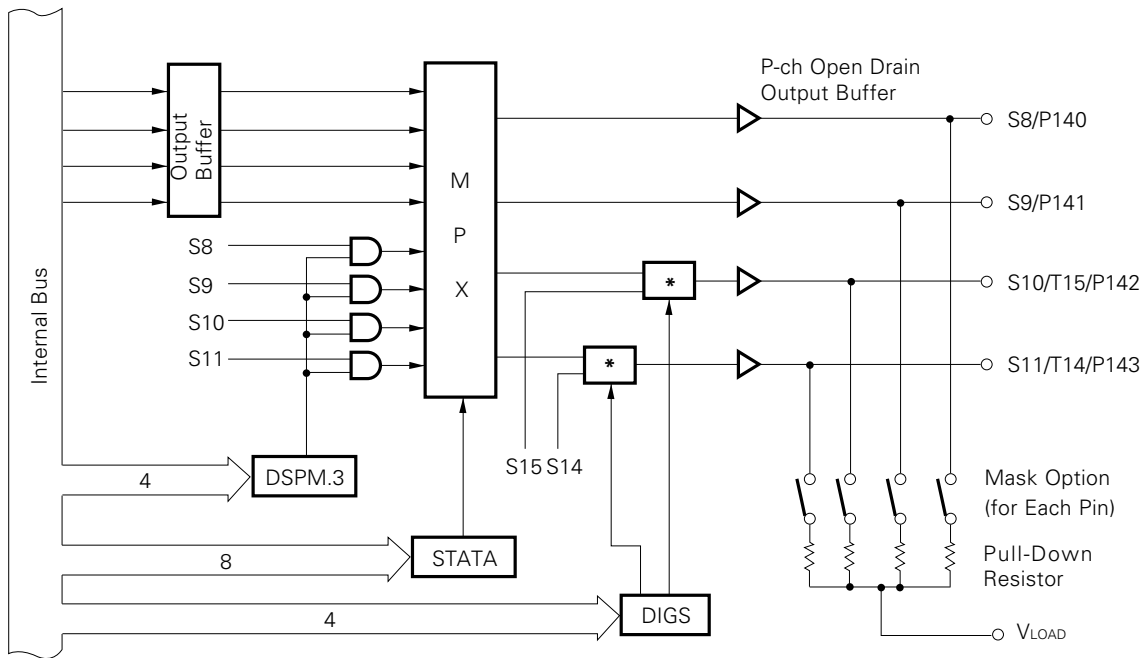 P-ch Open Drain
Output Buffer
S8/P140
Output
Buffer
M
P
X
S9/P141
S8
S9
S10
S11
*
S10/T15/P142
*
S11/T14/P143
Internal Bus
S15 S14
4
DSPM.3
Mask Option
(for Each Pin)
8
STATA
Pull-Down
Resistor
4
DIGS
VLOAD